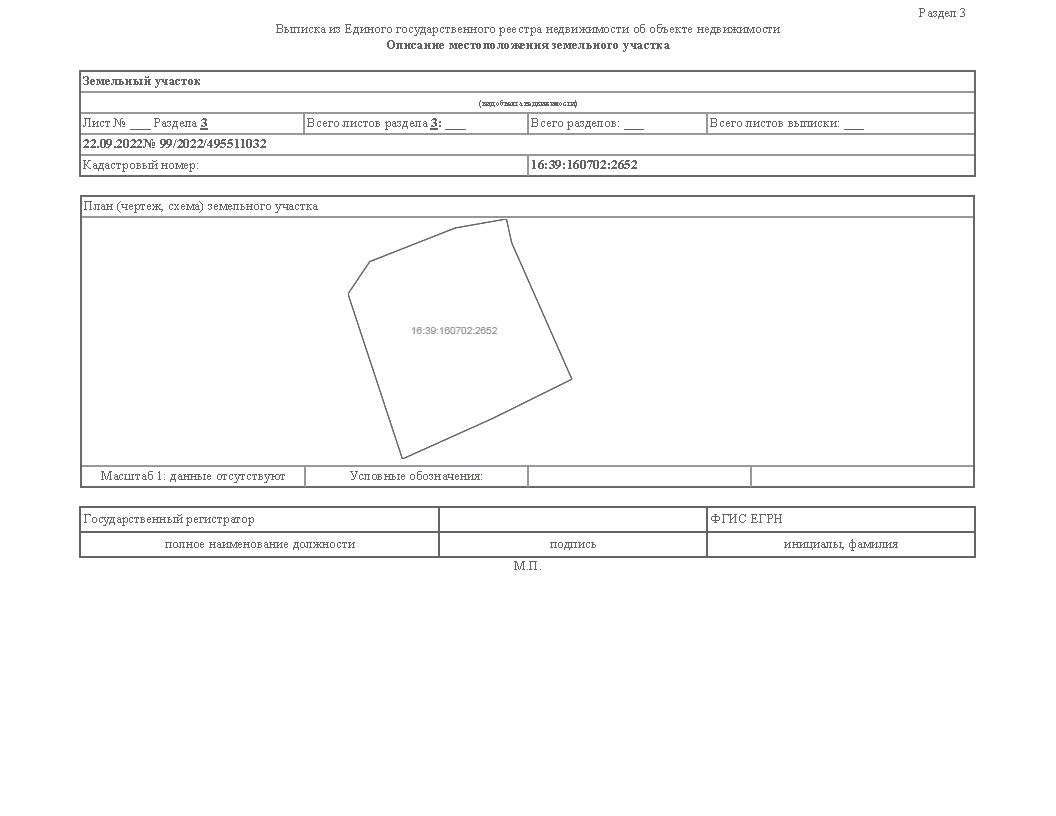 Раздел 3
Выписка из Единого государственного реестра недвижимости об объекте недвижимости
Описание местоположения земельного участка
Земельный участок
(вид объекта недвижимости)
Лист № ___ Раздела 3 Всего листов раздела 3: ___ Всего разделов: ___ Всего листов выписки: ___
22.09.2022№ 99/2022/495511032
Кадастровый номер: 16:39:160702:2652
План (чертеж, схема) земельного участка
16:39:160702:2652
Масштаб 1: данные отсутствуют Условные обозначения:
Государственный регистратор ФГИС ЕГРН
полное наименование должности подпись инициалы, фамилия
М.П.